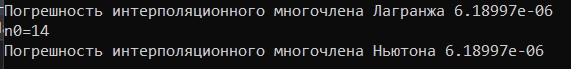 Погрешность интерполяционного многочлена Лагранжа 6.18997e-06
n0=14
Погрешность интерполяционного многочлена Ньютона 6.18997e-06